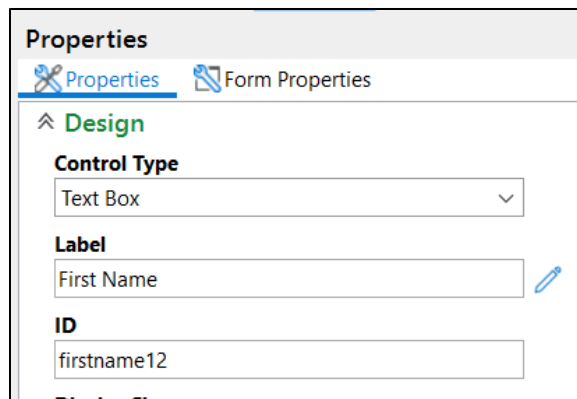 Properties
Properties Form Properties
Design
Control Type
Text Box
Label
First Name
ID
firstname12